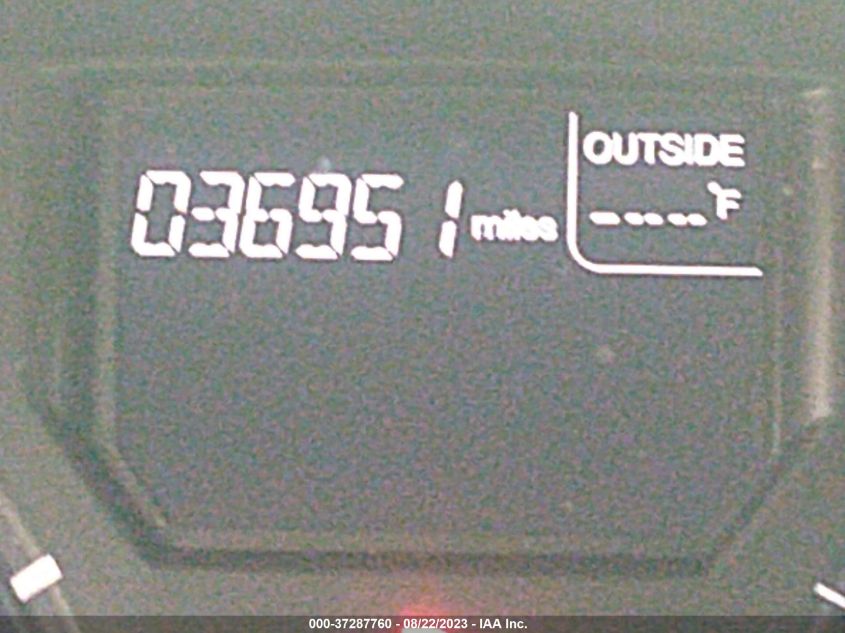 036951 miles
OUTSIDE
----°F
000-37287760 - 08/22/2023 - IAA Inc.